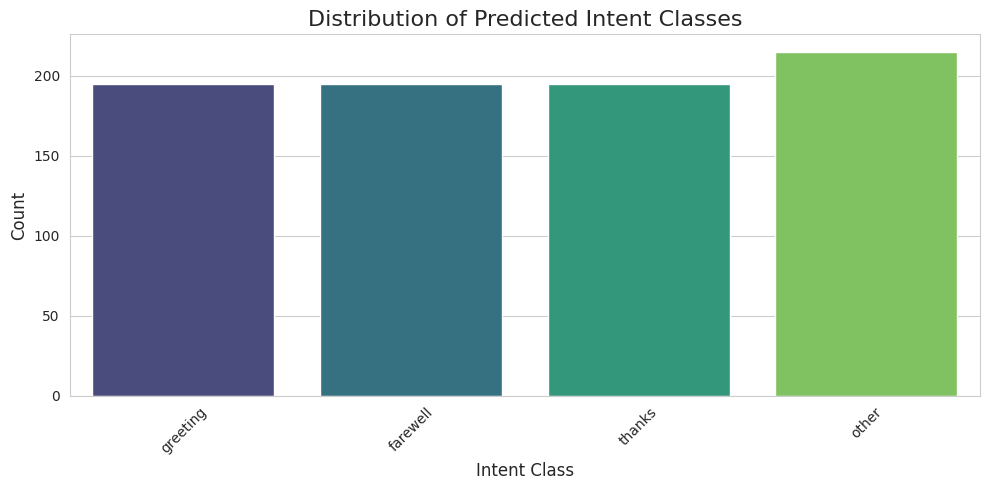 Distribution of Predicted Intent Classes
Count
200
150
100
50
0
greeting
farewell
thanks
other
Intent Class